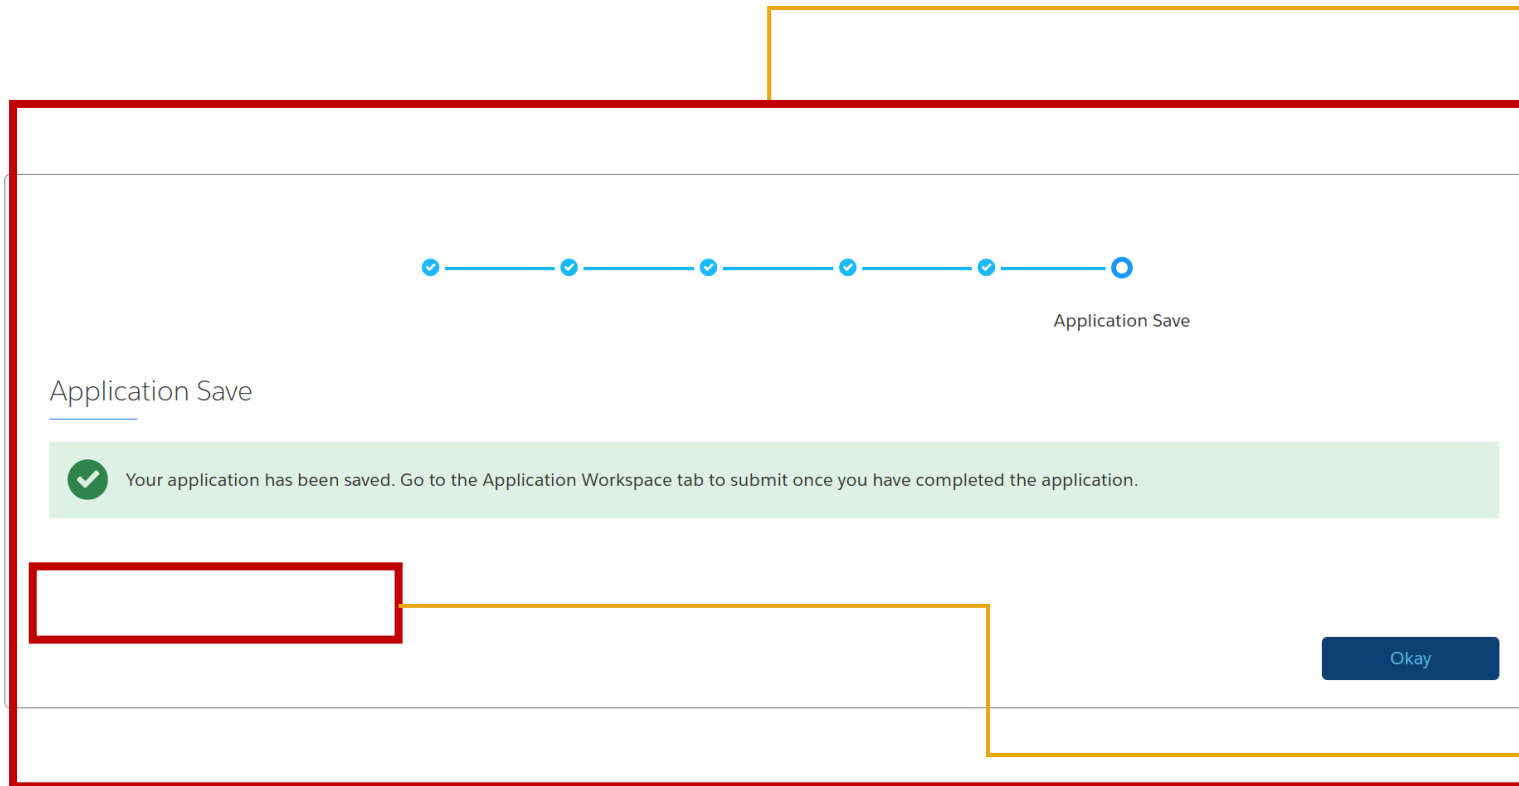 Application Save
Application Save
Your application has been saved. Go to the Application Workspace tab to submit once you have completed the application.
Okay